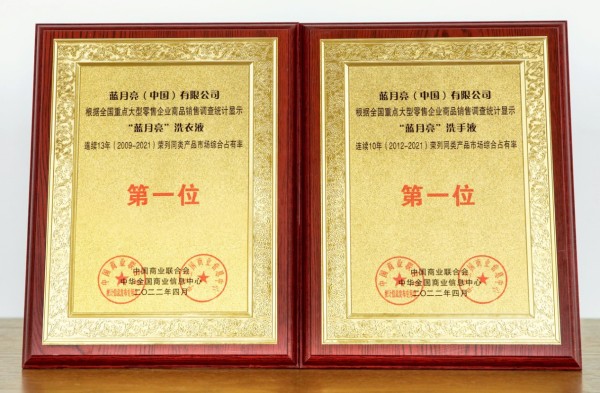 蓝月亮（中国）有限公司
根据全国重点大型零售企业商品销售调查统计显示
“蓝月亮”洗衣液
连续13年（2009-2021）荣列同类产品市场综合占有率
第一位
中国商业联合会
中华全国商业信息中心
二〇二二年四月
蓝月亮（中国）有限公司
根据全国重点大型零售企业商品销售调查统计显示
“蓝月亮”洗手液
连续10年（2012-2021）荣列同类产品市场综合占有率
第一位
中国商业联合会
中华全国商业信息中心
二〇二二年四月